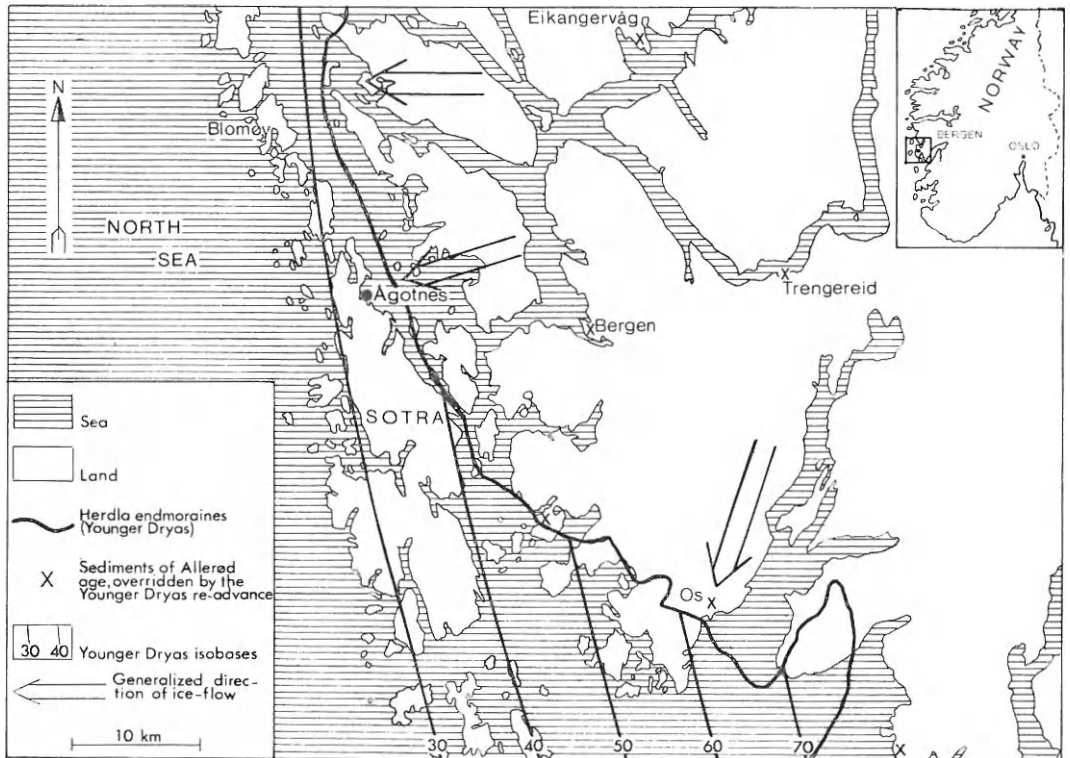 Eikangervåg
X
N
NORWAY
BERGEN
OSLO
Blomøy
NORTH
SEA
X
Trengereid
Ågotnes
X
Bergen
SOTRA
Sea
Land
Herdla endmoraines
(Younger Dryas)
X
X
Sediments of Allerød
age, overridden by the
Younger Dryas re-advance
Os X
30 40
Younger Dryas isobases
Generalized direc-
tion of ice-flow
10 km
30 40 50 60 70
X